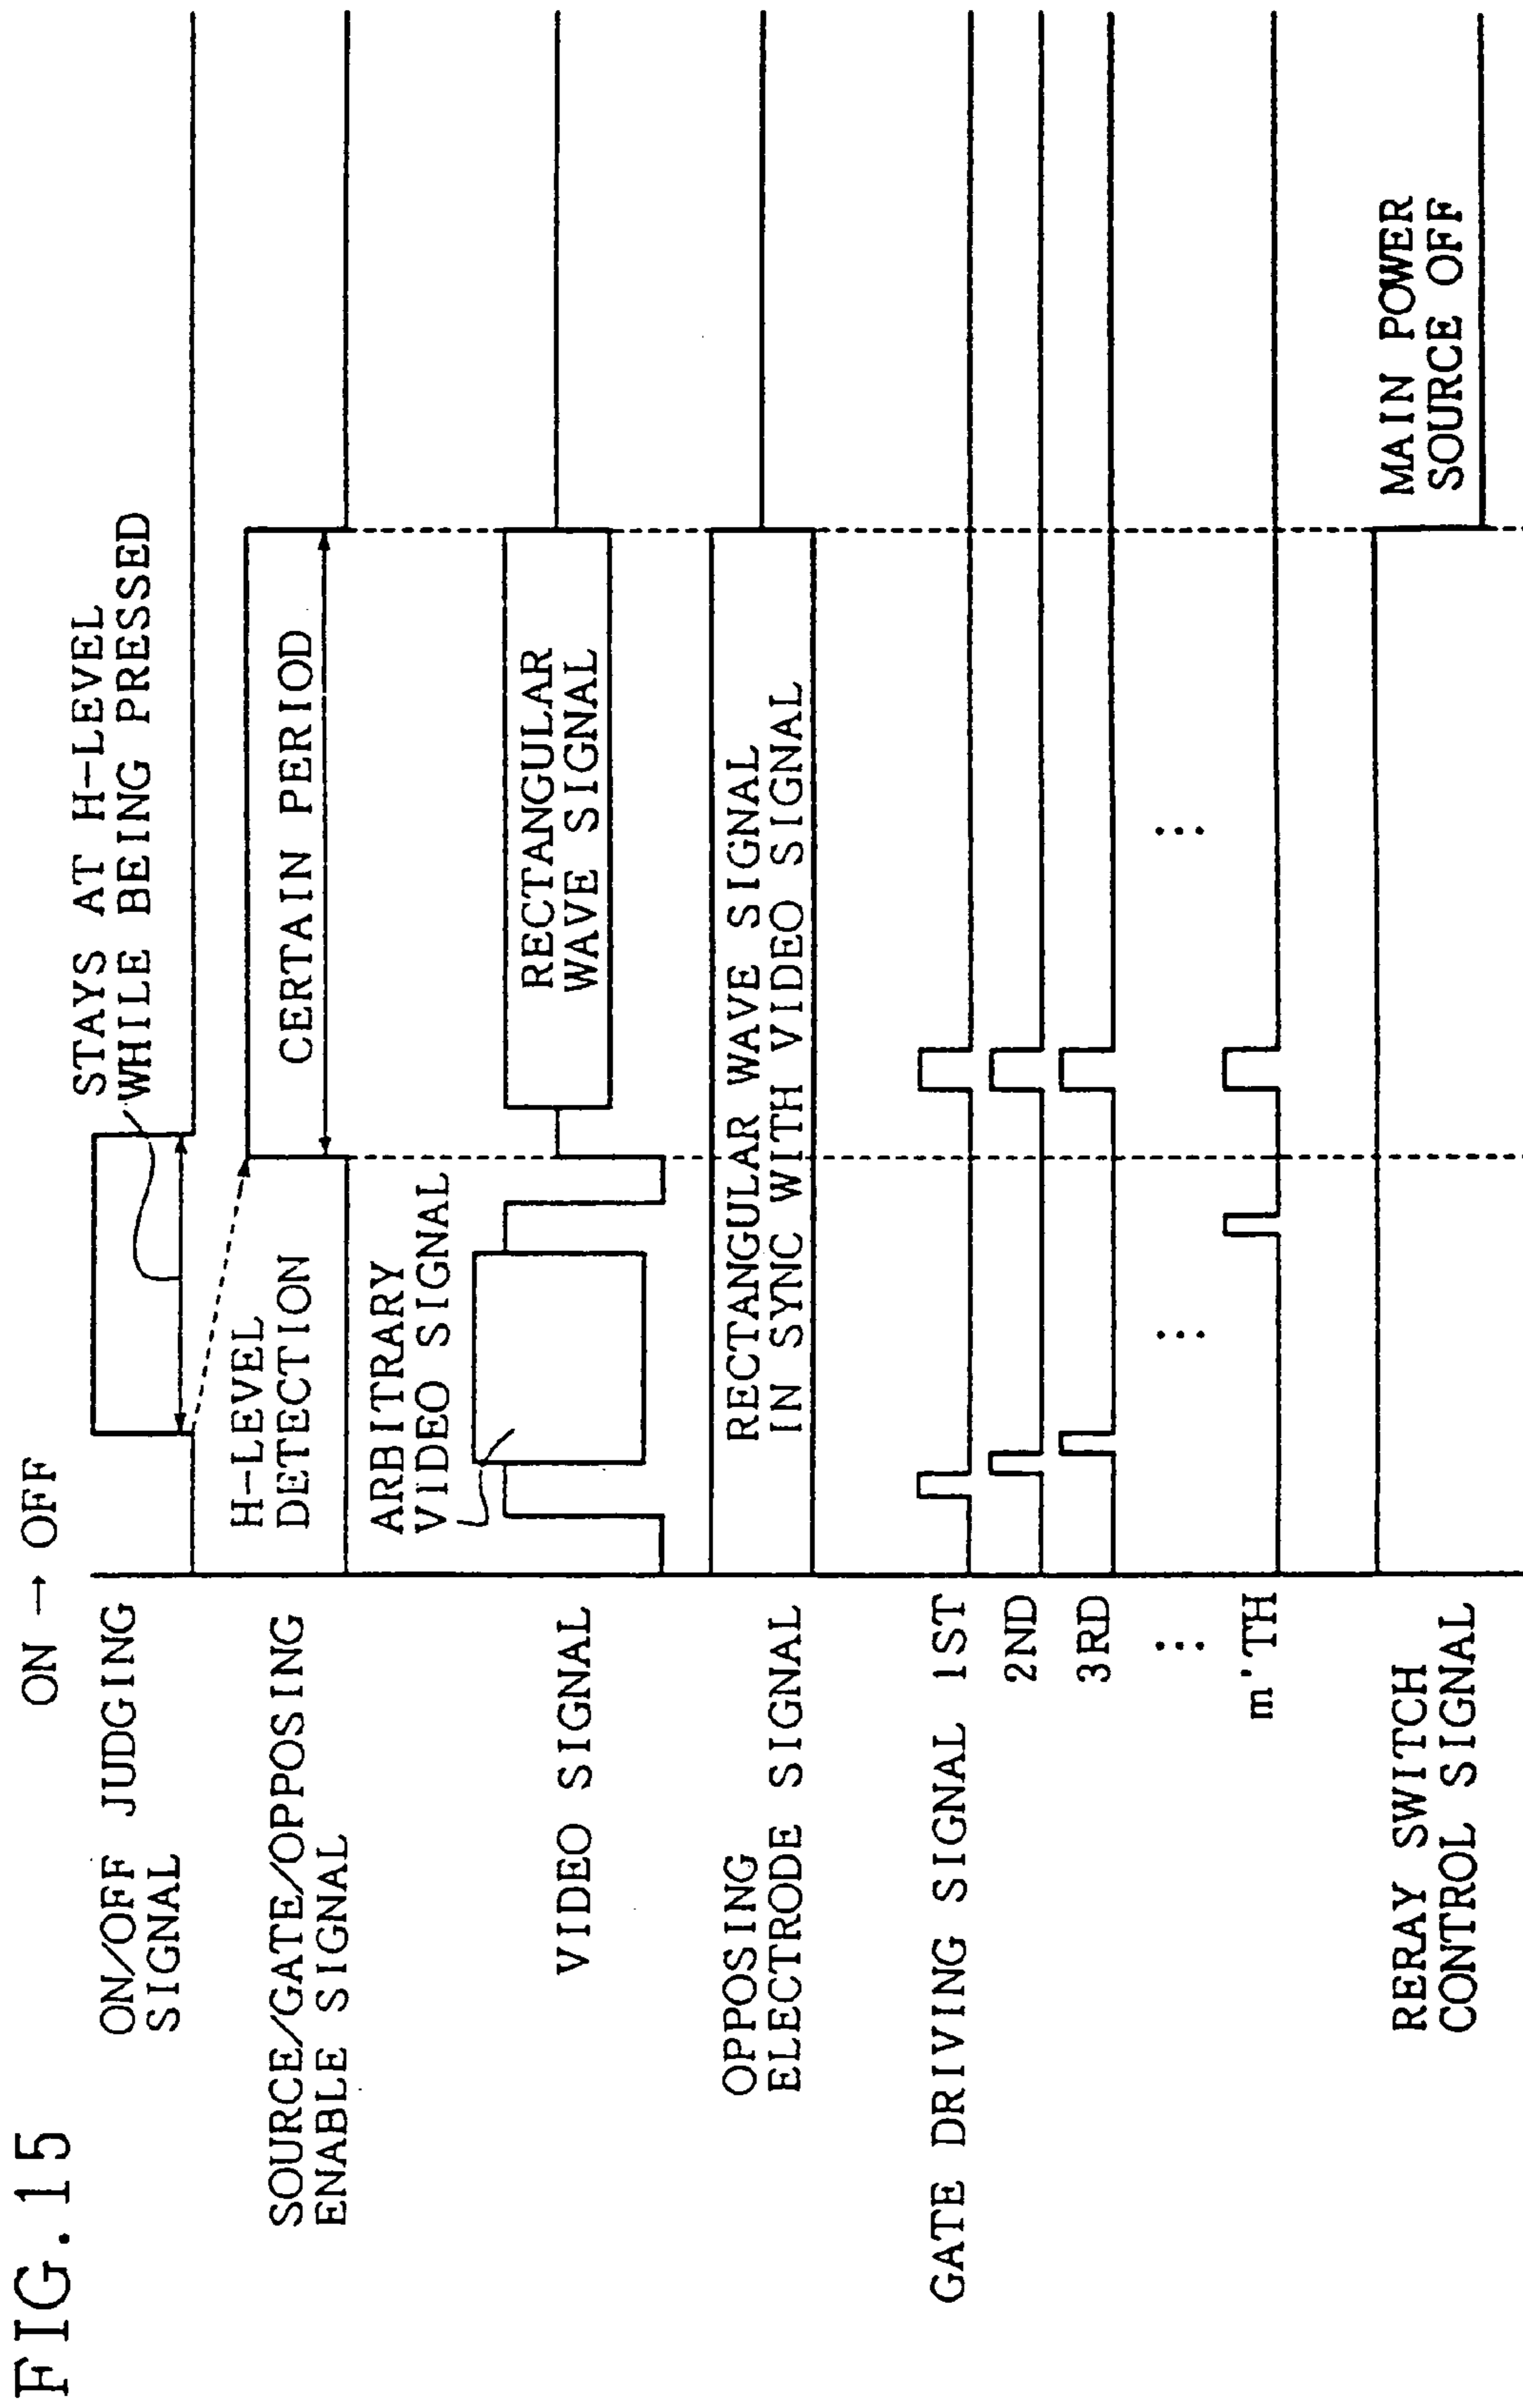 FIG.15
ON → OFF
ON/OFF JUDGING
SIGNAL
STAYS AT H-LEVEL
WHILE BEING PRESSED
SOURCE/GATE/OPPOSING
ENABLE SIGNAL
H-LEVEL
DETECTION
CERTAIN PERIOD
VIDEO SIGNAL
ARBITRARY
VIDEO SIGNAL
RECTANGULAR
WAVE SIGNAL
OPPOSING
ELECTRODE SIGNAL
RECTANGULAR WAVE SIGNAL
IN SYNC WITH VIDEO SIGNAL
GATE DRIVING SIGNAL 1ST
2ND
3RD
⋮
m'TH
RERAY SWITCH
CONTROL SIGNAL
MAIN POWER
SOURCE OFF